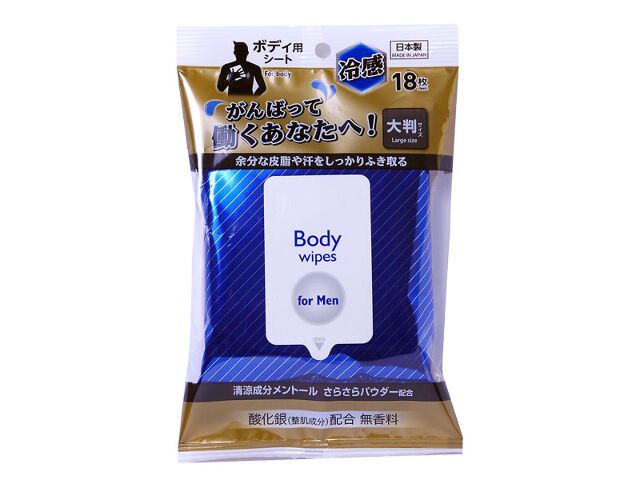 ボディ用
シート
For body
冷感
日本製
MADE IN JAPAN
18枚
がんばって
働くあなたへ!
大判サイズ
Large size
余分な皮脂や汗をしっかりふき取る
Body
wipes
for Men
OPEN
清涼成分メントール さらさらパウダー配合
酸化銀(整肌成分)配合 無香料